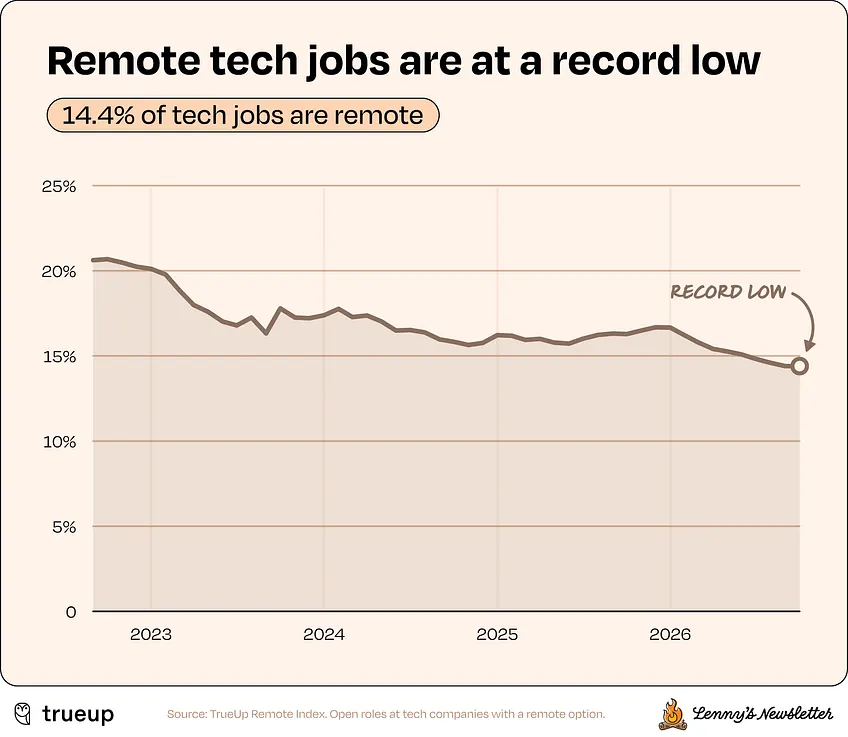 Remote tech jobs are at a record low
14.4% of tech jobs are remote
25%
20%
RECORD LOW
15%
10%
5%
0
2023 2024 2025 2026
trueup
Source: TrueUp Remote Index. Open roles at tech companies with a remote option.
Lenny's Newsletter